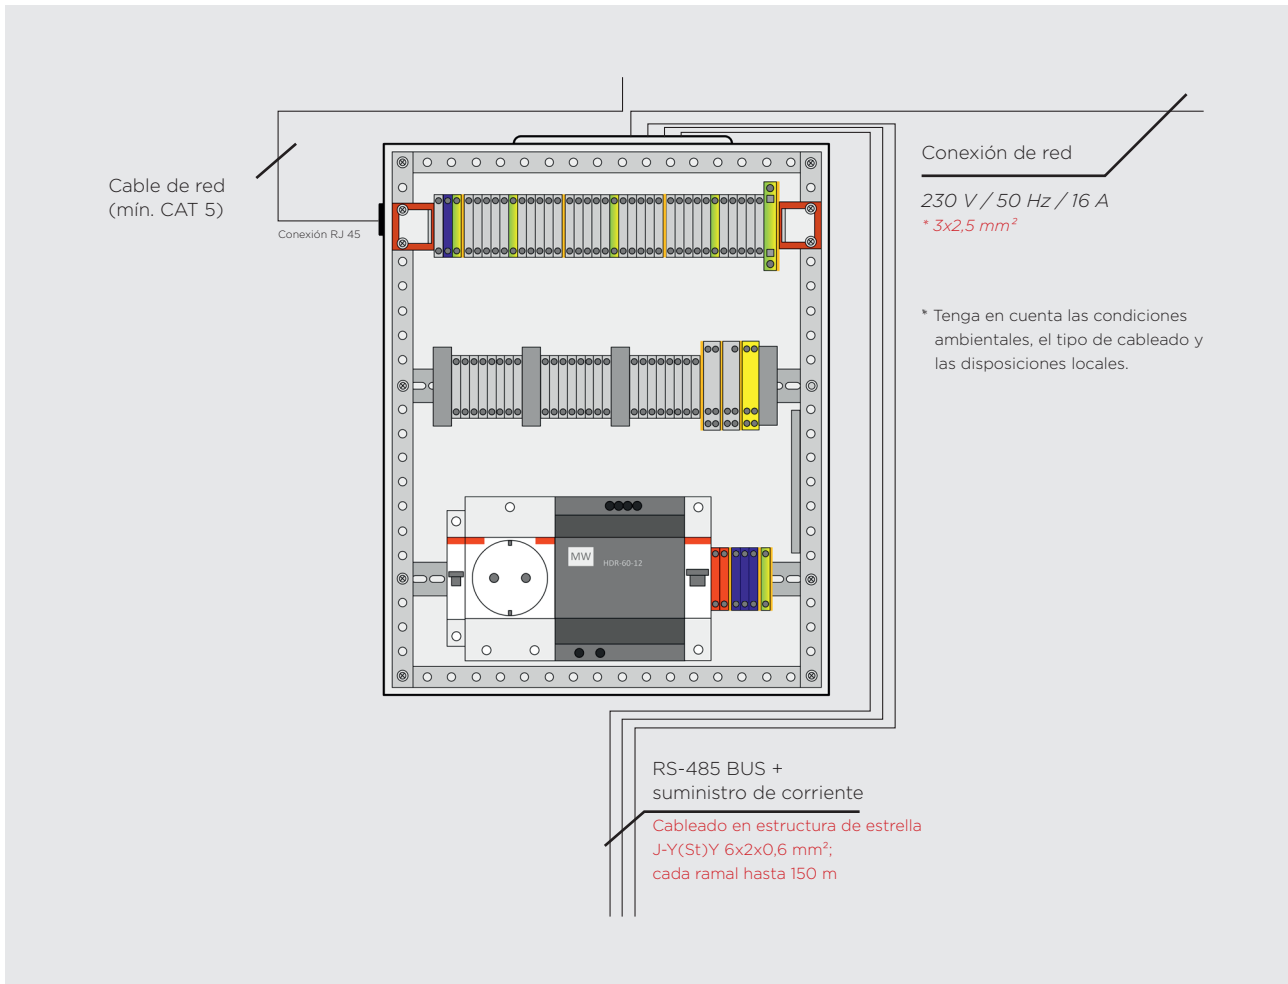 Cable de red
(mín. CAT 5)
Conexión RJ 45
Conexión de red
230 V / 50 Hz / 16 A
* 3x2,5 mm²
* Tenga en cuenta las condiciones
ambientales, el tipo de cableado y
las disposiciones locales.
MW
HDR-60-12
RS-485 BUS +
suministro de corriente
Cableado en estructura de estrella
J-Y(St)Y 6x2x0,6 mm²;
cada ramal hasta 150 m